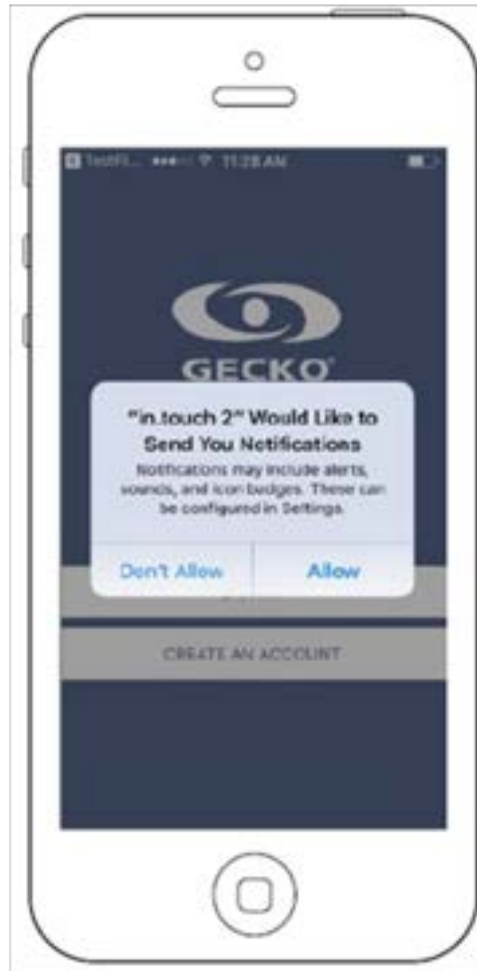 TestFl... 11:28 AM
GECKO
"in.touch 2" Would Like to
Send You Notifications
Notifications may include alerts,
sounds, and icon badges. These can
be configured in Settings.
Don't Allow Allow
CREATE AN ACCOUNT